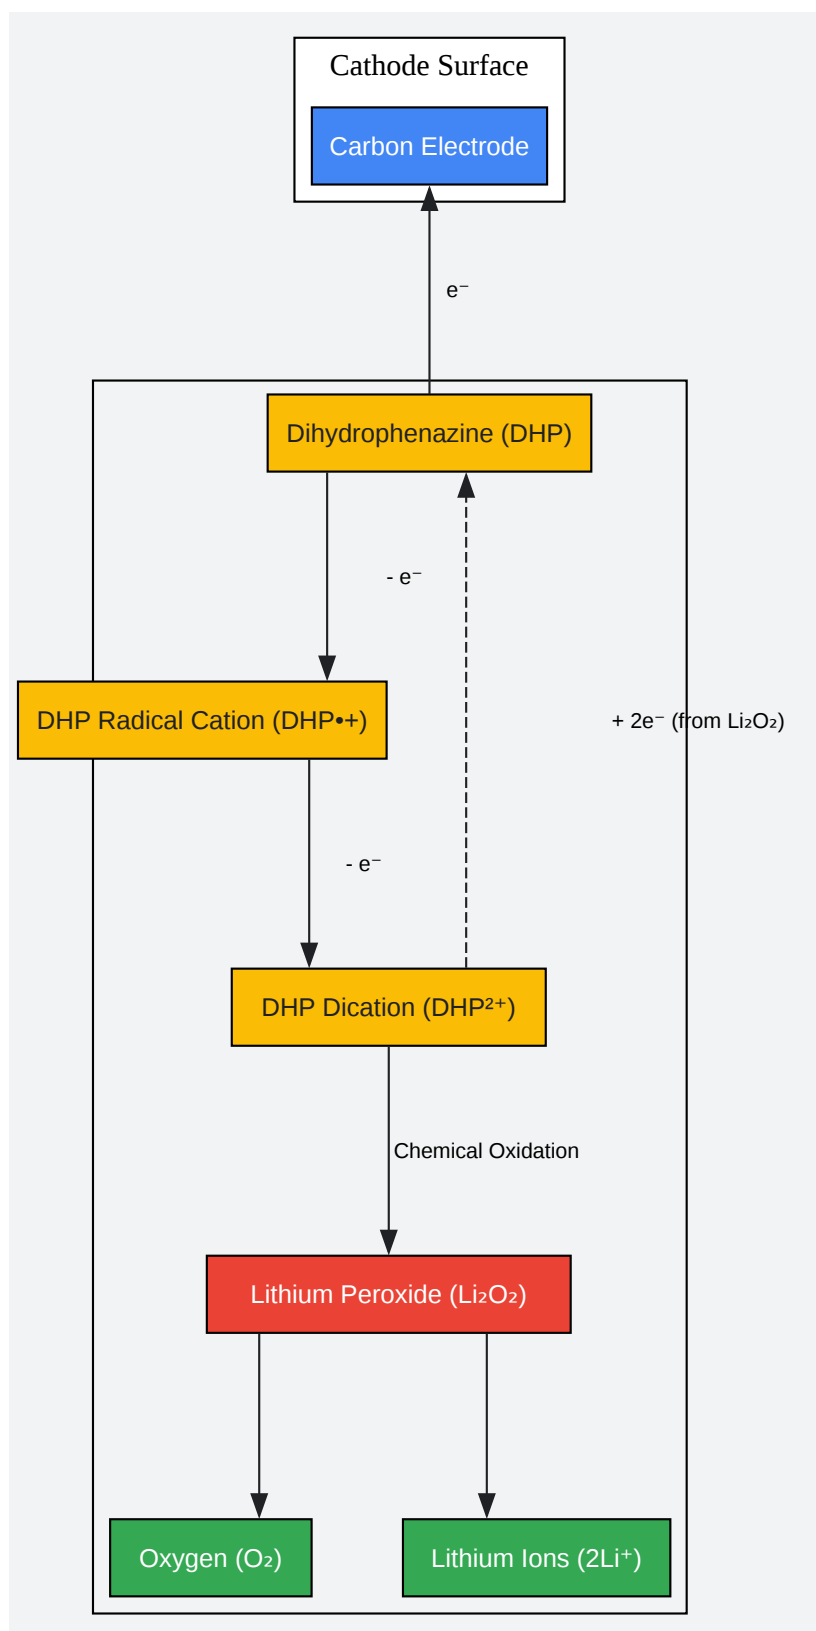 Cathode Surface
Carbon Electrode
e⁻
Dihydrophenazine (DHP)
- e⁻
DHP Radical Cation (DHP•+)
+ 2e⁻ (from Li₂O₂)
- e⁻
DHP Dication (DHP²⁺)
Chemical Oxidation
Lithium Peroxide (Li₂O₂)
Oxygen (O₂)
Lithium Ions (2Li⁺)